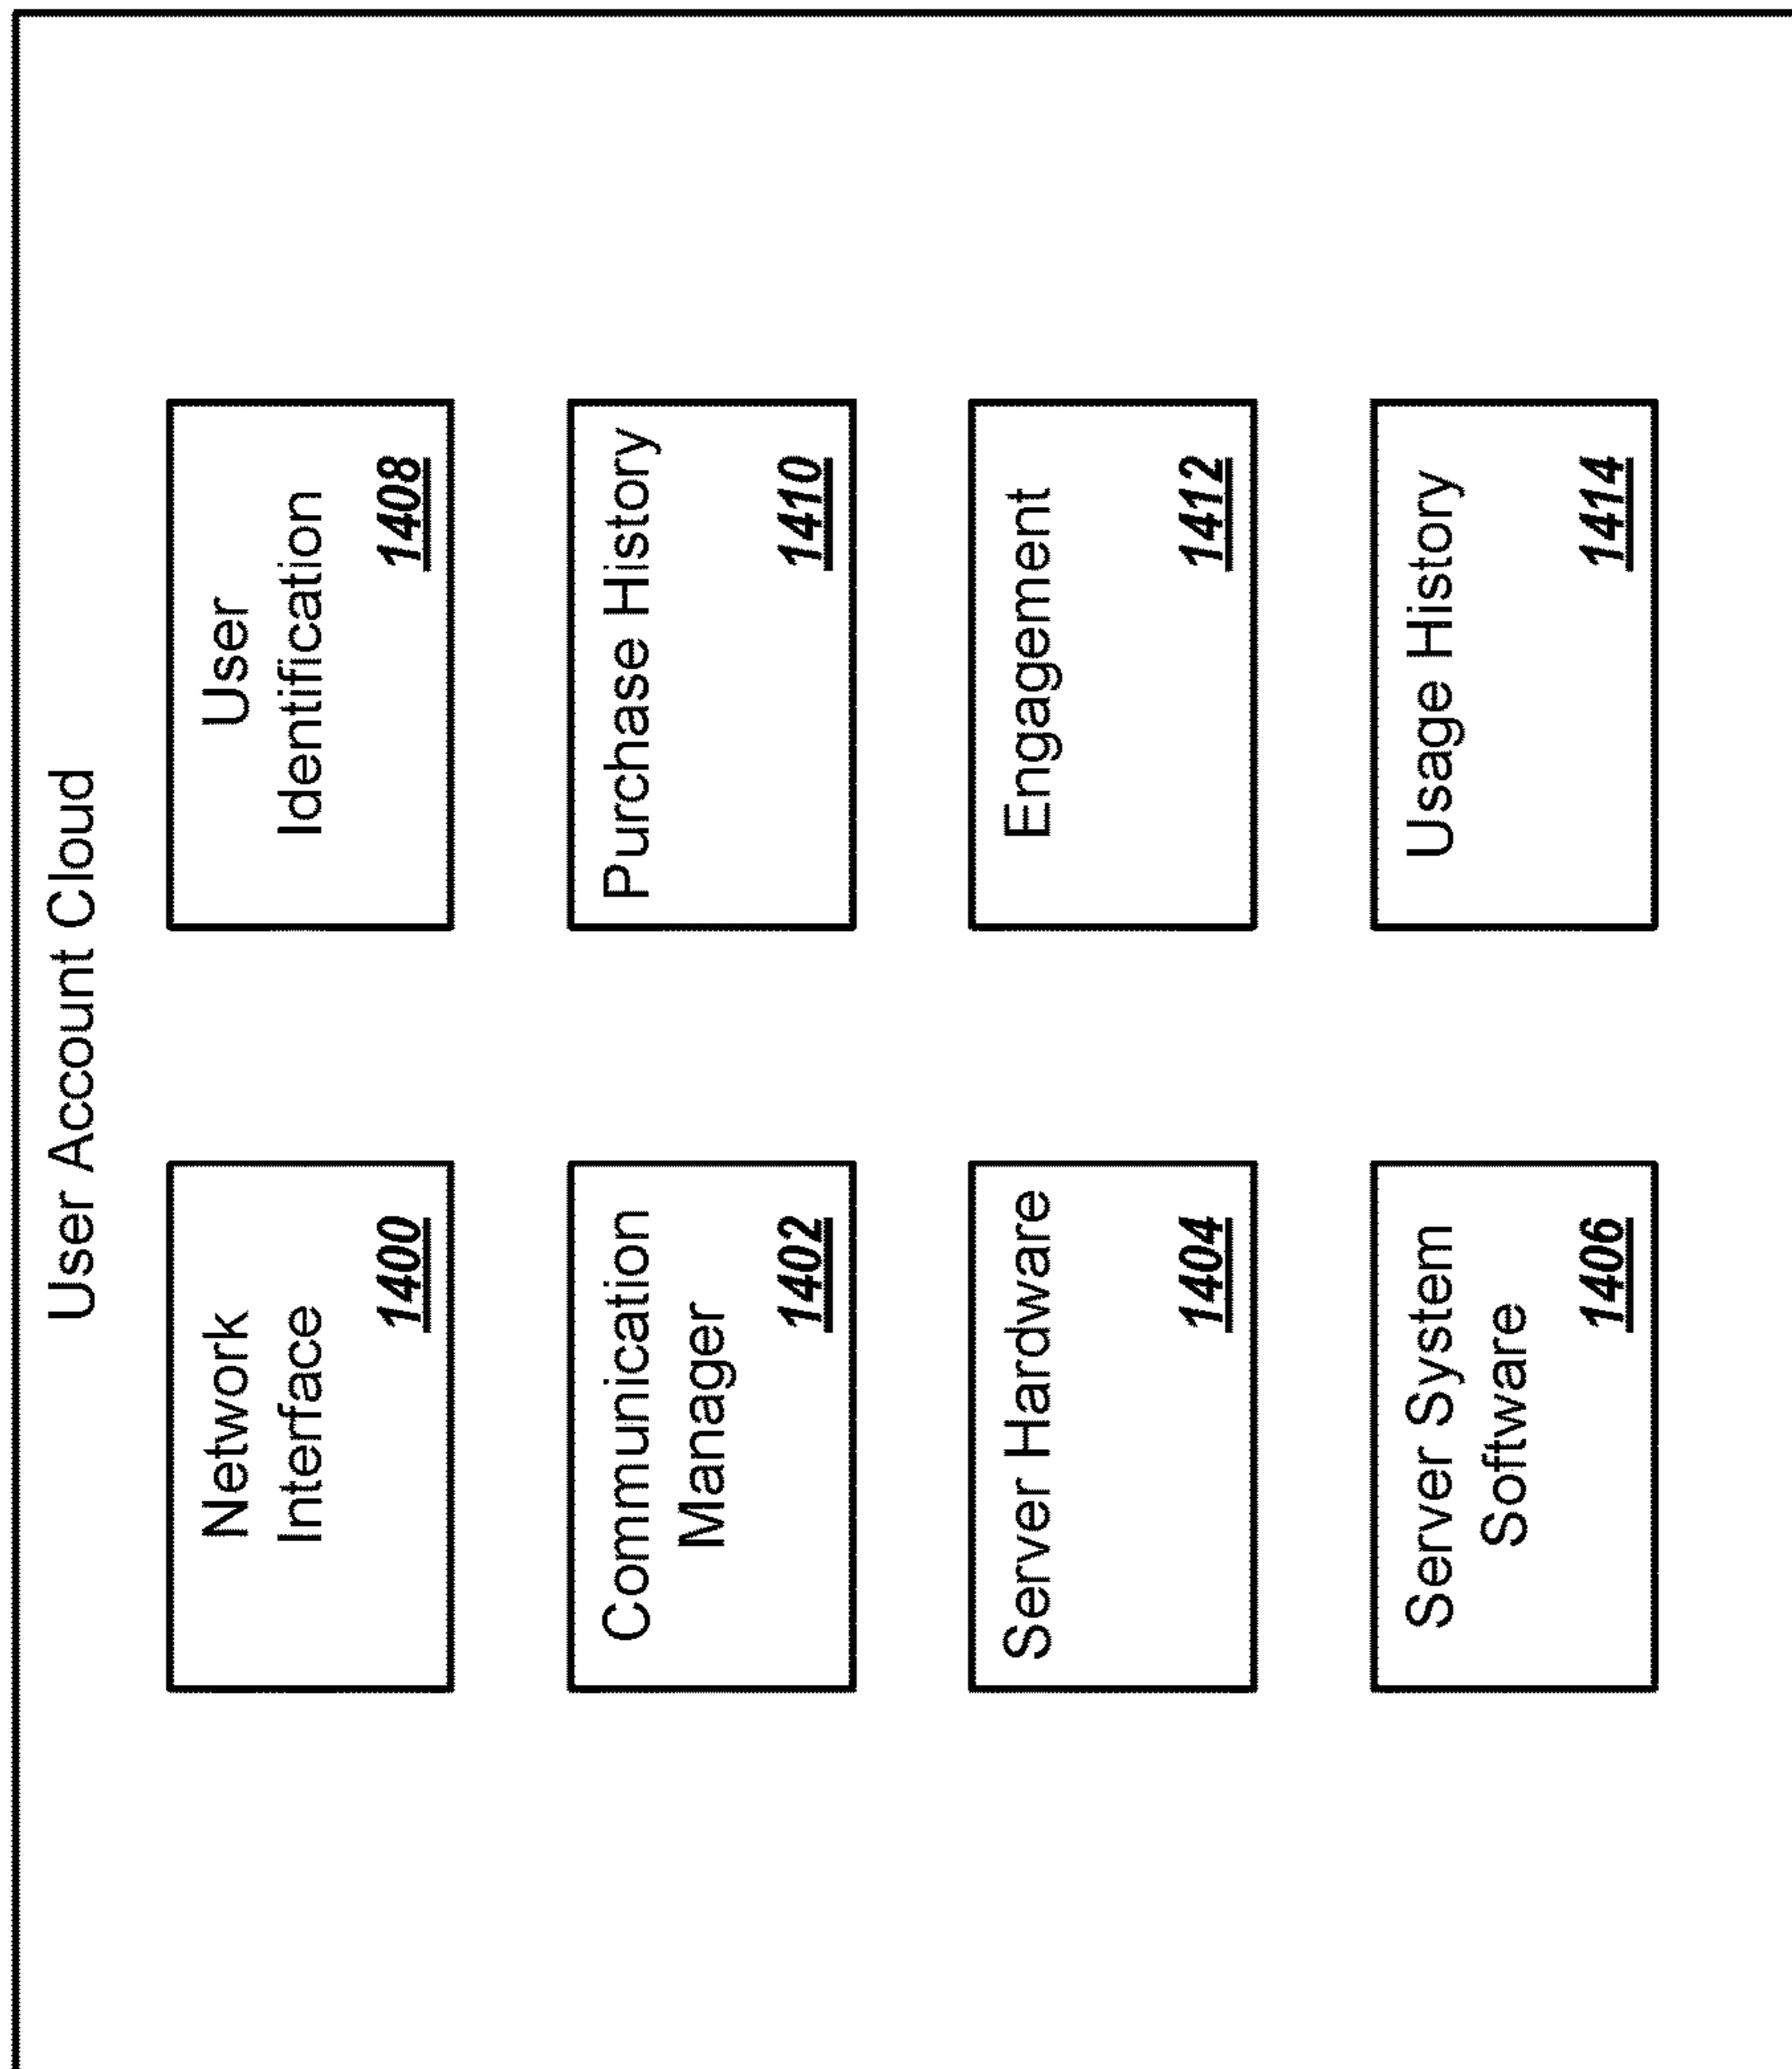 User Account Cloud
Network
Interface
1400
Communication
Manager
1402
Server Hardware
1404
Server System
Software
1406
User
Identification
1408
Purchase History
1410
Engagement
1412
Usage History
1414